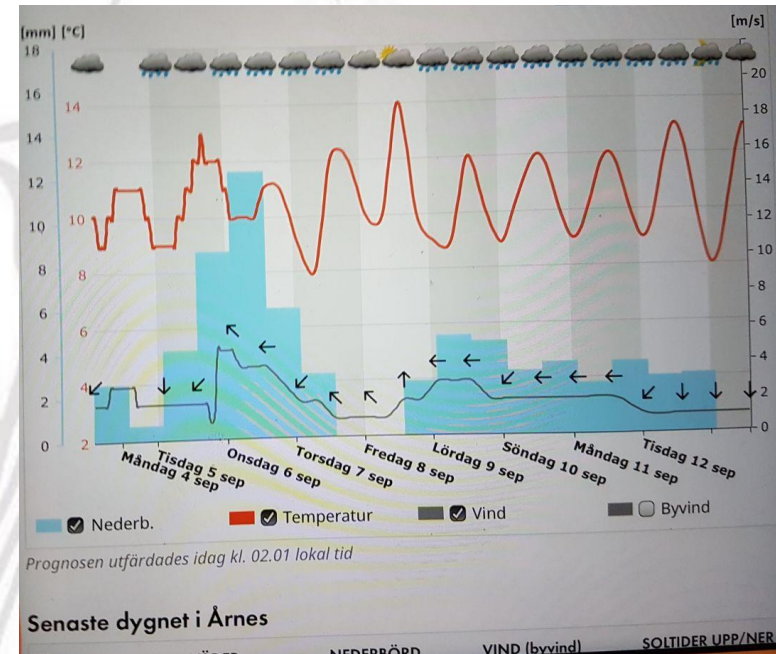 [mm] [°C]
[m/s]
18
16
14
12
10
8
6
4
2
0
14
12
10
8
6
4
2
20
18
16
14
12
10
8
6
4
2
0
Måndag 4 sep
Tisdag 5 sep
Onsdag 6 sep
Torsdag 7 sep
Fredag 8 sep
Lördag 9 sep
Söndag 10 sep
Måndag 11 sep
Tisdag 12 sep
Nederb.
Temperatur
Vind
Byvind
Prognosen utfärdades idag kl. 02.01 lokal tid
Senaste dygnet i Årnes
NEDERBÖRD VIND (byvind) SOLTIDER UPP/NER